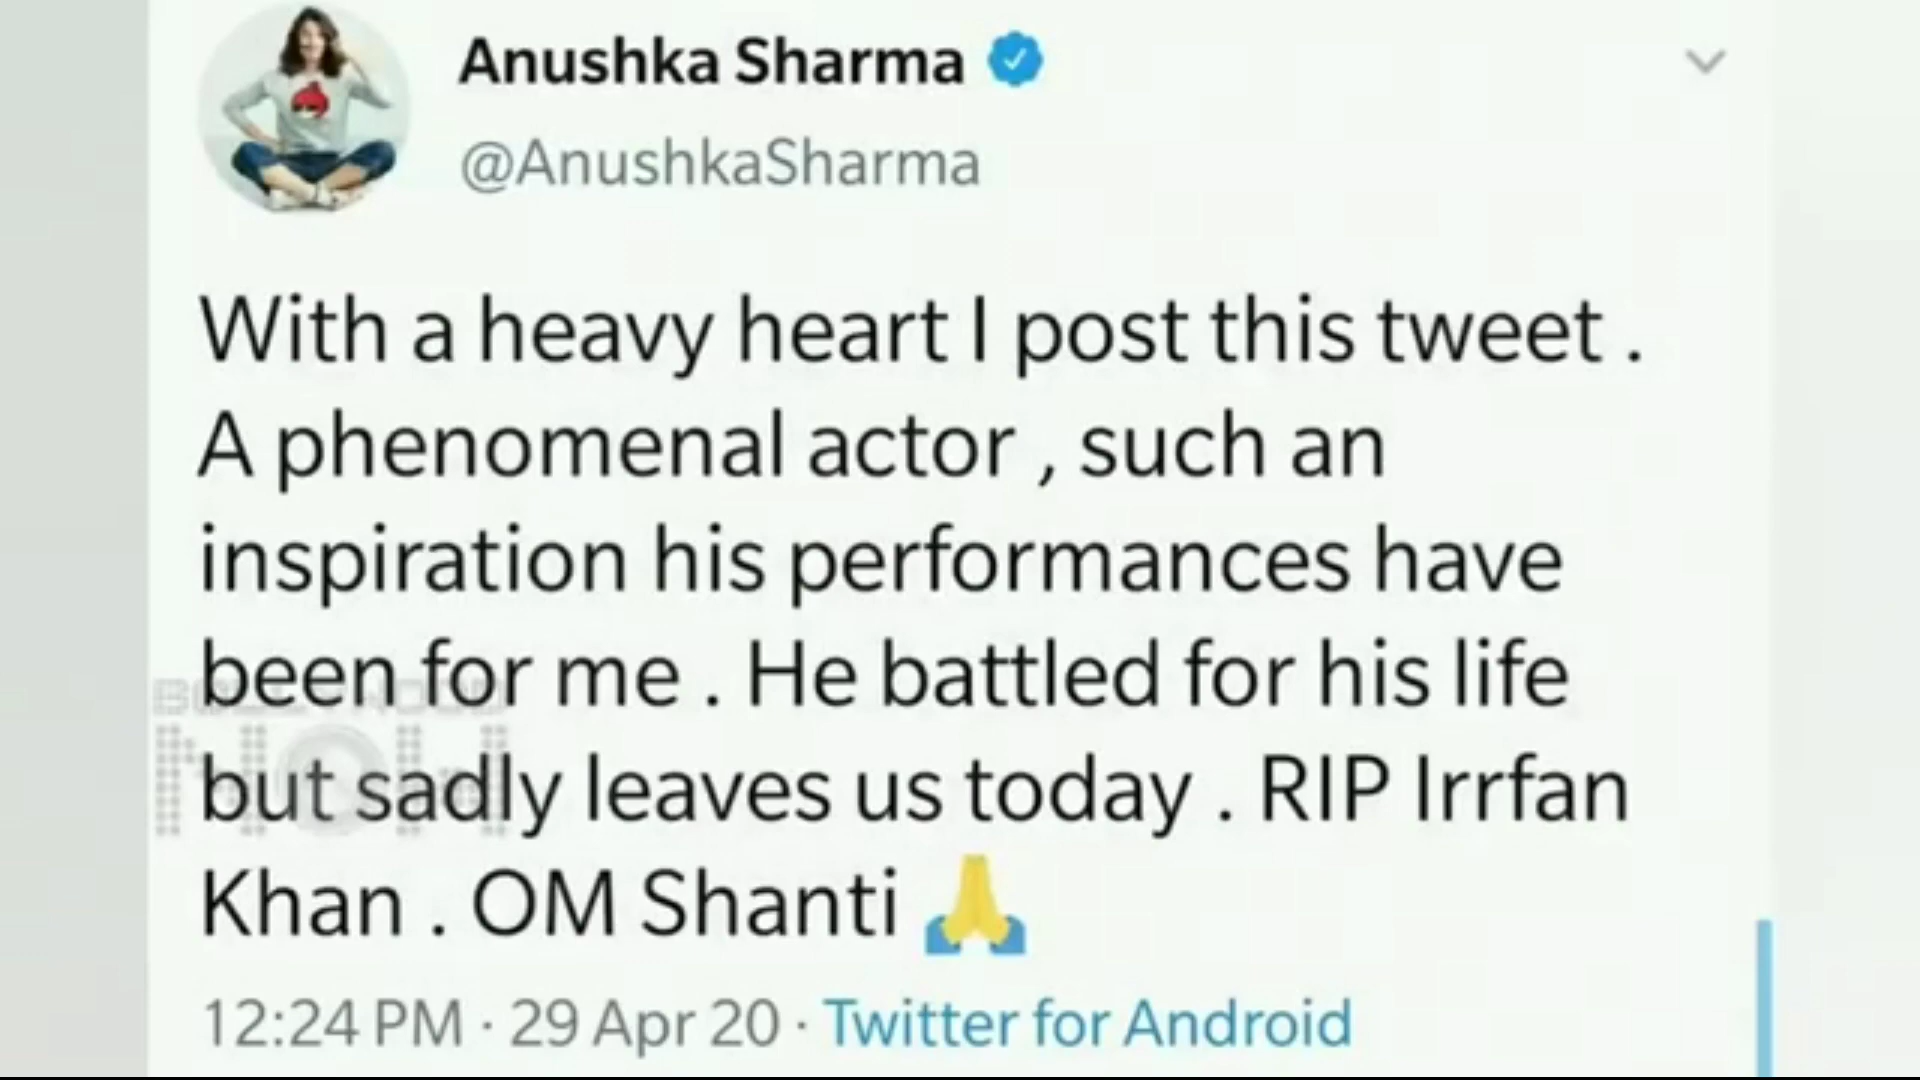 Anushka Sharma
@AnushkaSharma
With a heavy heart I post this tweet .
A phenomenal actor , such an
inspiration his performances have
been for me . He battled for his life
but sadly leaves us today . RIP Irrfan
Khan . OM Shanti 🙏
12:24 PM · 29 Apr 20 · Twitter for Android
BOLLYWOOD
NOW